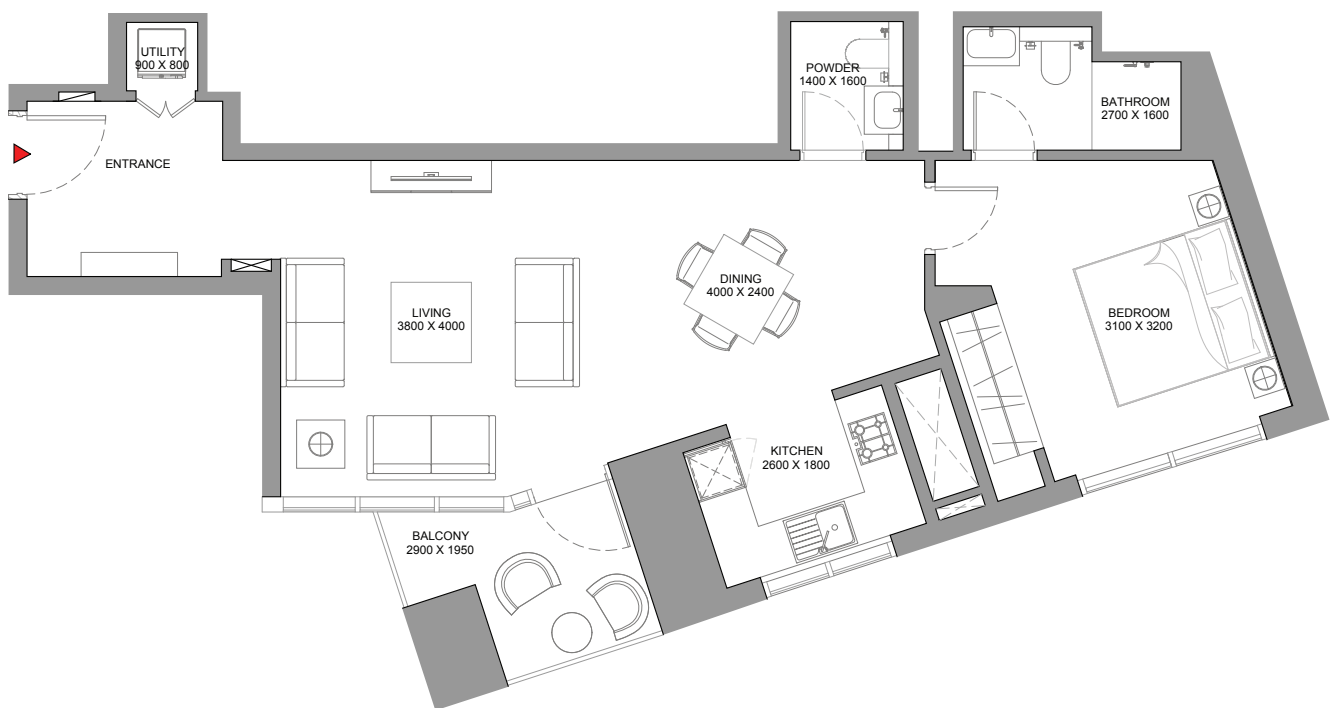 UTILITY
900 X 800
POWDER
1400 X 1600
BATHROOM
2700 X 1600
ENTRANCE
DINING
4000 X 2400
LIVING
3800 X 4000
BEDROOM
3100 X 3200
KITCHEN
2600 X 1800
BALCONY
2900 X 1950